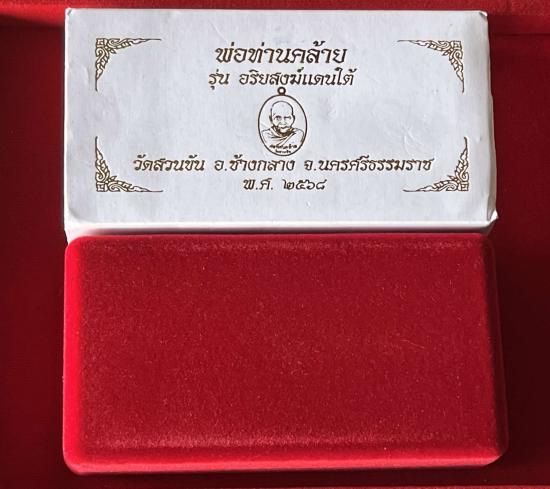 พ่อท่านคล้าย
รุ่น อริยสงฆ์แดนใต้
วัดสวนขัน อ.ช้างกลาง จ.นครศรีธรรมราช
พ.ศ. ๒๕๖๘